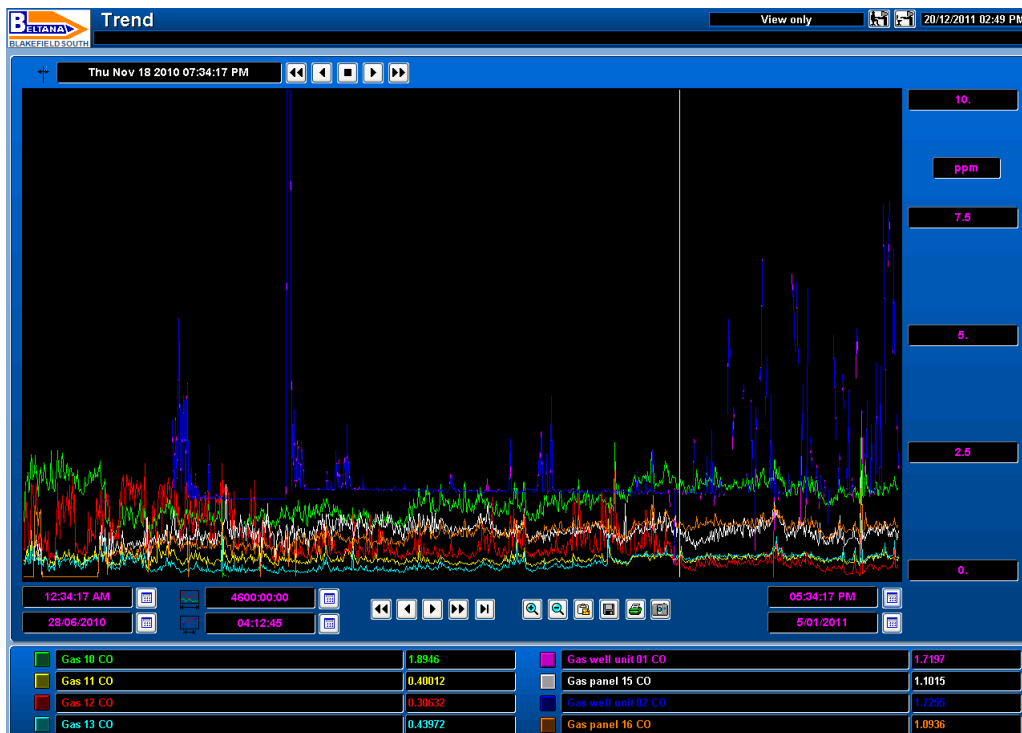 BELTANA
BLAKEFIELD SOUTH
Trend
View only
20/12/2011 02:49 PM
Thu Nov 18 2010 07:34:17 PM
10.
ppm
7.5
5.
2.5
0.
12:34:17 AM
4600:00:00
05:34:17 PM
28/06/2010
04:12:45
5/01/2011
Gas 10 CO 1.8946 Gas well unit 01 CO 1.7197
Gas 11 CO 0.40012 Gas panel 15 CO 1.1015
Gas 12 CO 0.30632 Gas well unit 02 CO 1.7255
Gas 13 CO 0.43972 Gas panel 16 CO 1.0936